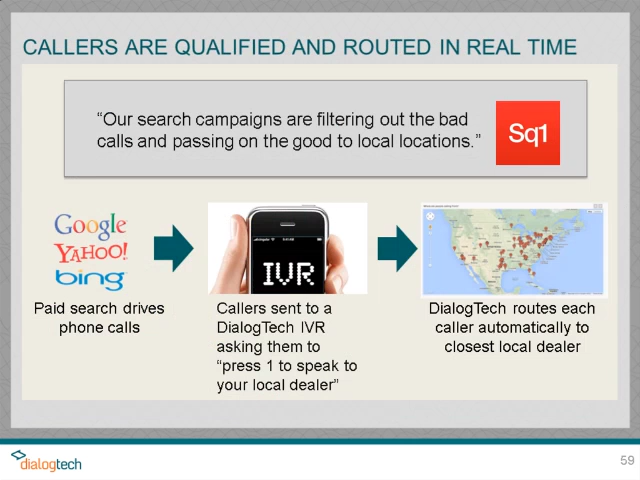 CALLERS ARE QUALIFIED AND ROUTED IN REAL TIME
“Our search campaigns are filtering out the bad
calls and passing on the good to local locations.”
Sq1
Google
YAHOO!
bing
IVR
Paid search drives
phone calls
Callers sent to a
DialogTech IVR
asking them to
“press 1 to speak to
your local dealer”
DialogTech routes each
caller automatically to
closest local dealer
dialogtech
59